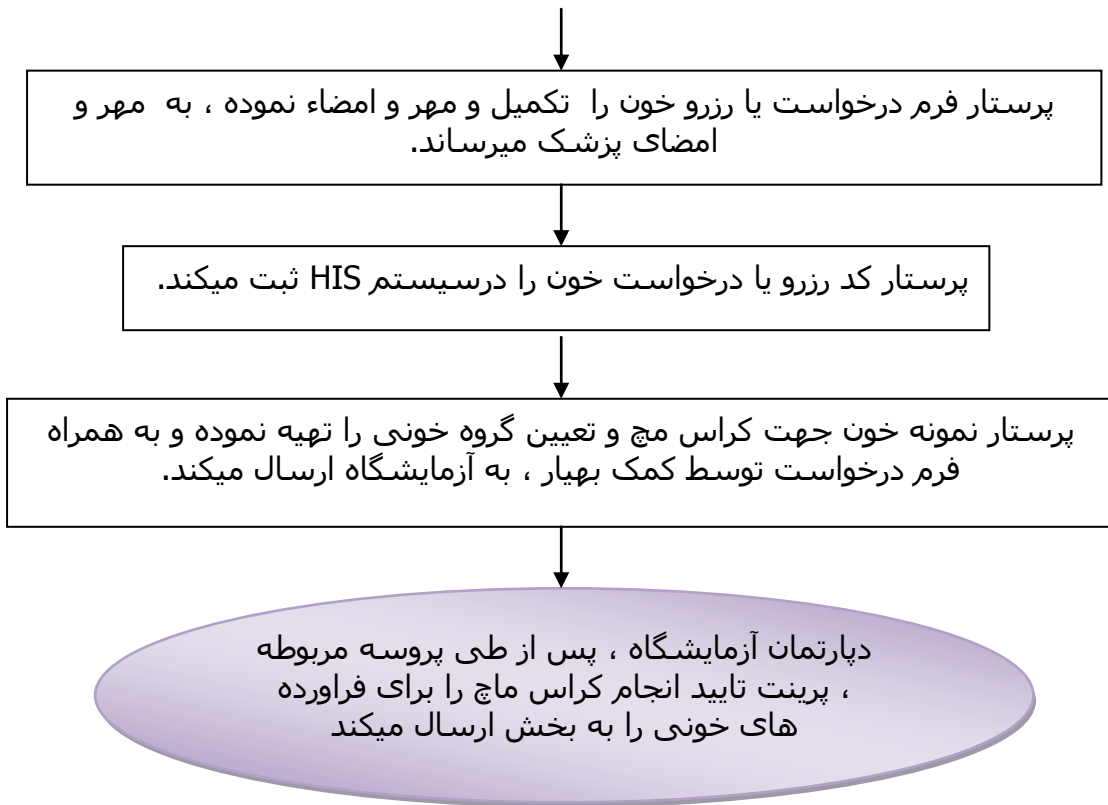 پرستار فرم درخواست یا رزرو خون را تکمیل و مهر و امضاء نموده ، به مهر و
امضای پزشک میرساند.
پرستار کد رزرو یا درخواست خون را درسیستم HIS ثبت میکند.
پرستار نمونه خون جهت کراس مچ و تعیین گروه خونی را تهیه نموده و به همراه
فرم درخواست توسط کمک بهیار ، به آزمایشگاه ارسال میکند.
دپارتمان آزمایشگاه ، پس از طی پروسه مربوطه
، پرینت تایید انجام کراس ماچ را برای فراورده
های خونی را به بخش ارسال میکند